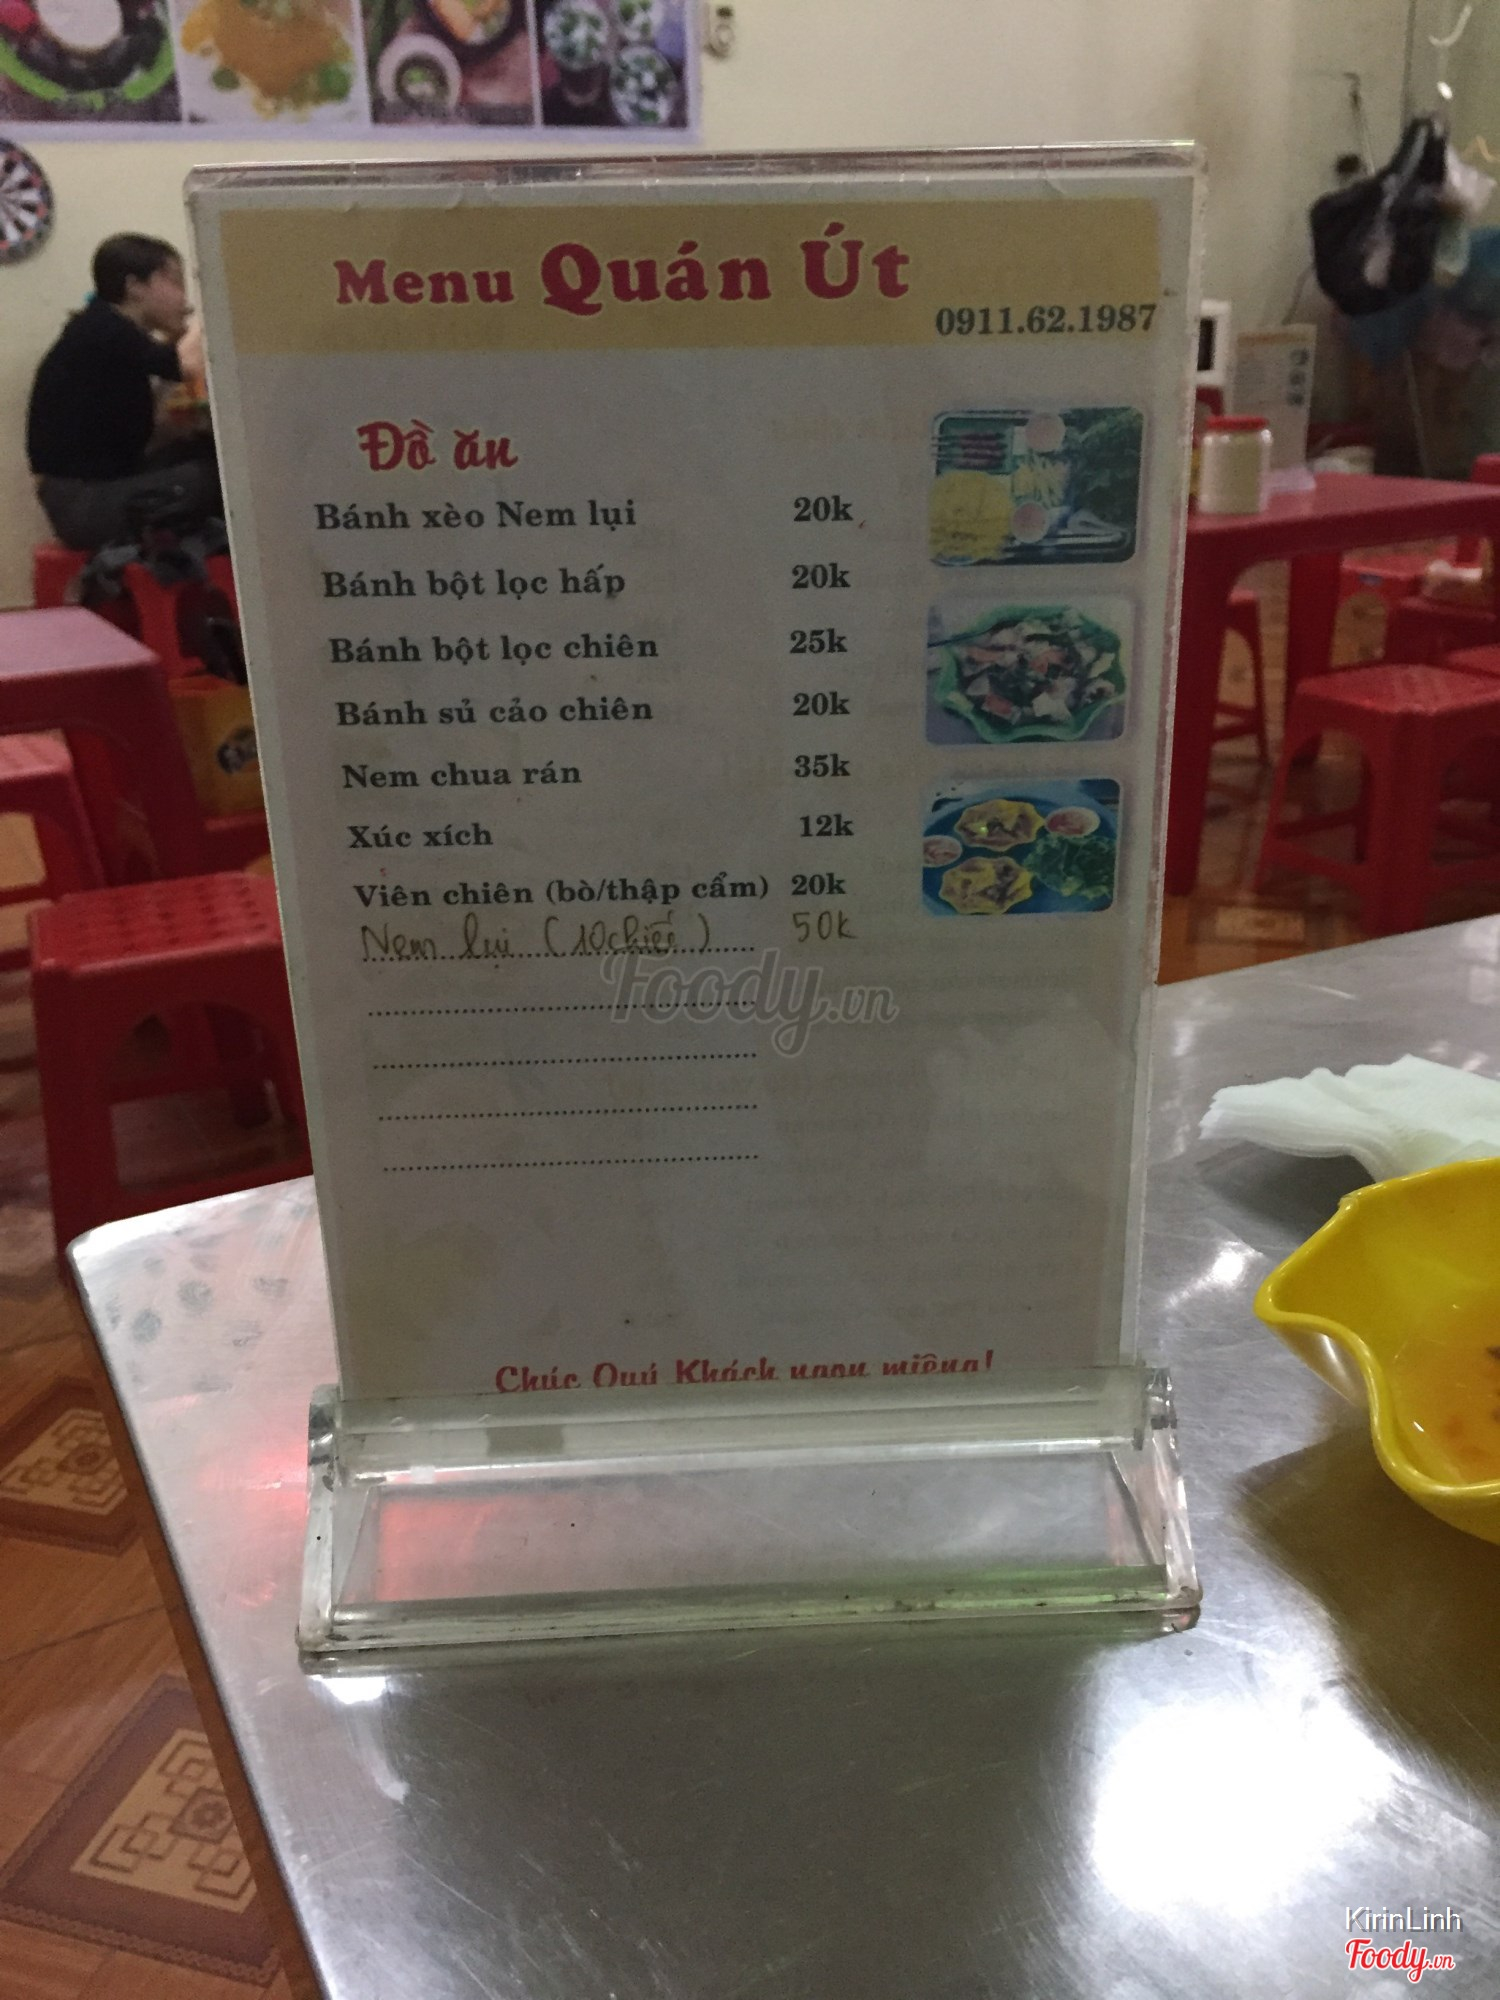 Menu Quán Út
0911.62.1987
Đồ ăn
Bánh xèo Nem lụi 20k
Bánh bột lọc hấp 20k
Bánh bột lọc chiên 25k
Bánh sủ cảo chiên 20k
Nem chua rán 35k
Xúc xích 12k
Viên chiên (bò/thập cẩm) 20k
Nem lụi (10 chiếc) 50k
Foody.vn
Chúc Quý Khách ngon miệng!
KirinLinh
Foody.vn